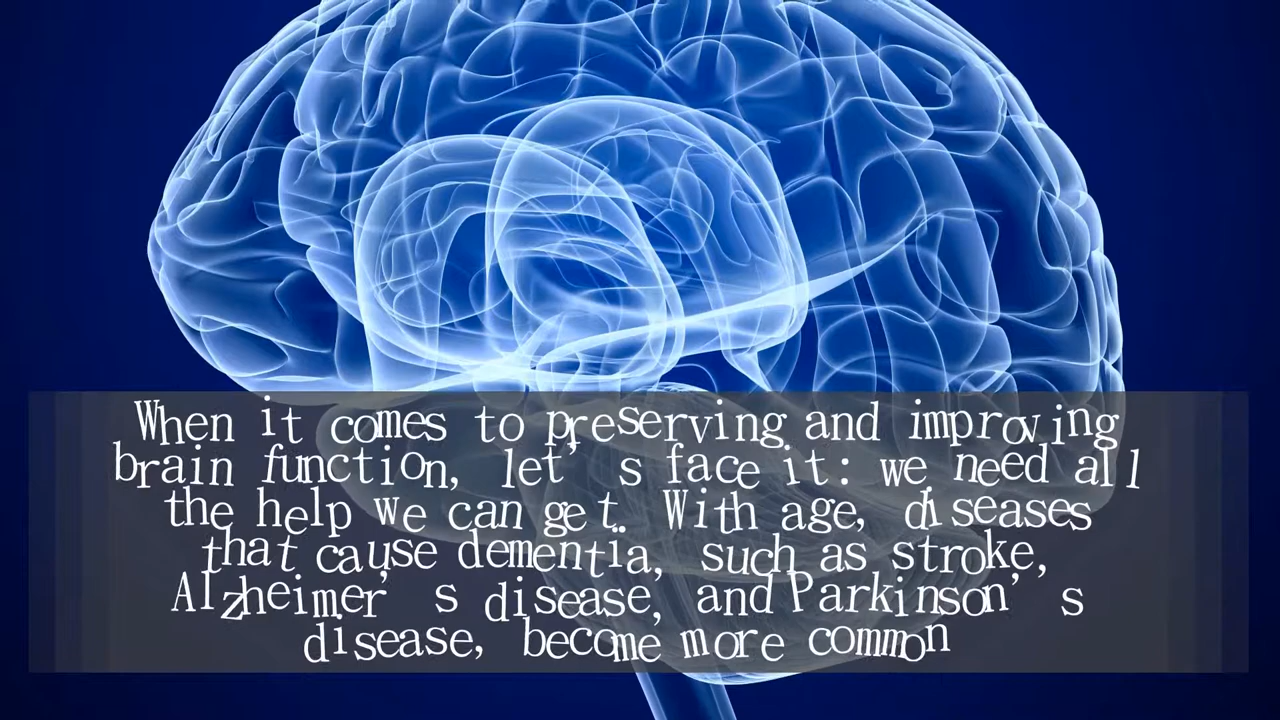 When it comes to preserving and improving
brain function, let’s face it: we need all
the help we can get. With age, diseases
that cause dementia, such as stroke,
Alzheimer’s disease, and Parkinson’s
disease, become more common